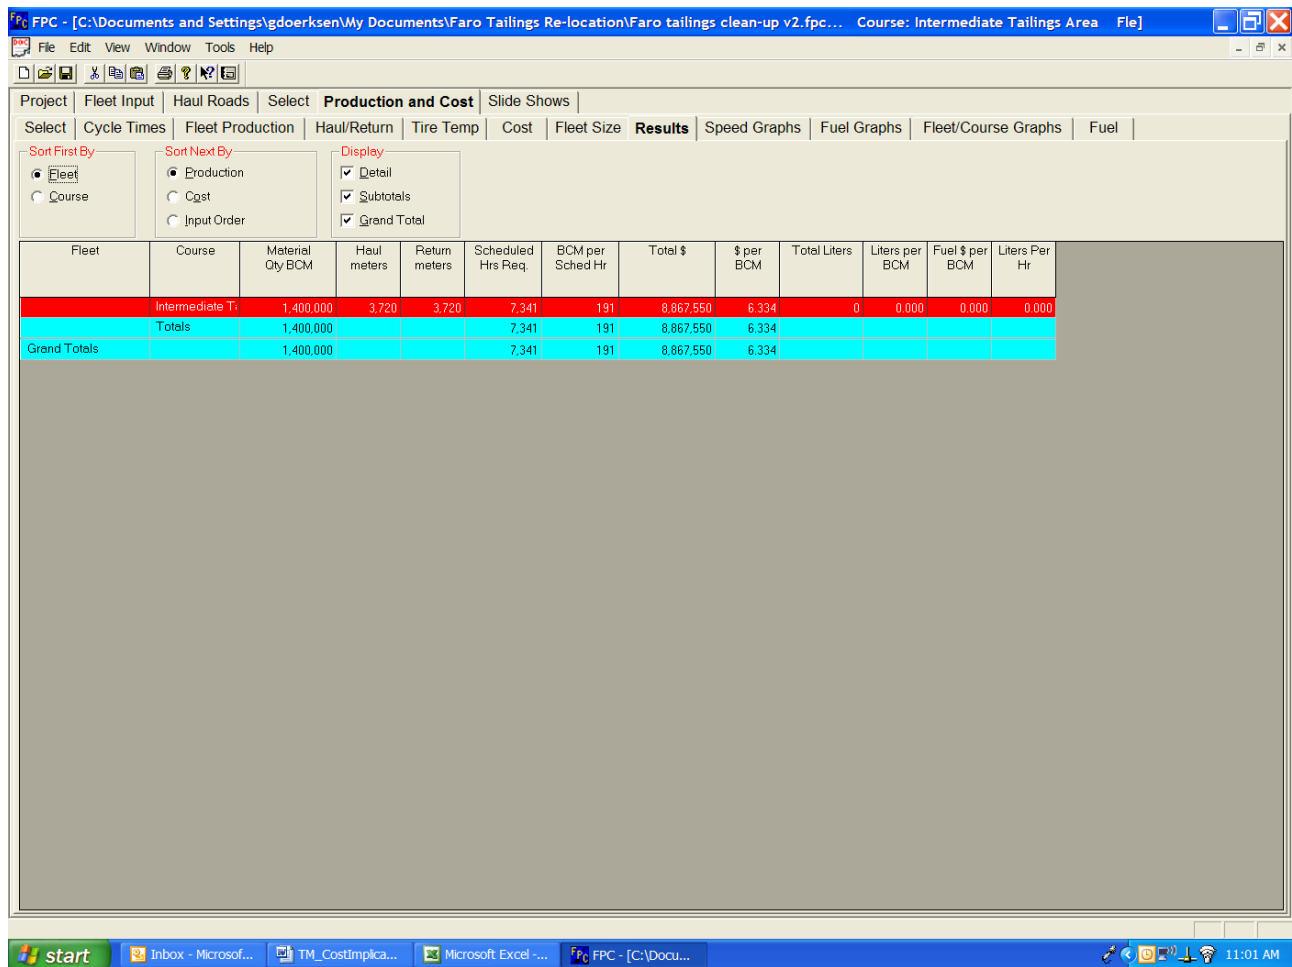 FPC - [C:\Documents and Settings\gdoerksen\My Documents\Faro Tailings Re-location\Faro tailings clean-up v2.fpc... Course: Intermediate Tailings Area Fle]
File Edit View Window Tools Help
Project Fleet Input Haul Roads Select Production and Cost Slide Shows
Select Cycle Times Fleet Production Haul/Return Tire Temp Cost Fleet Size Results Speed Graphs Fuel Graphs Fleet/Course Graphs Fuel
Sort First By Sort Next By Display
Fleet Production Detail
Course Cost Subtotals
Input Order Grand Total
Fleet Course Material Haul Return Scheduled BCM per Total $ $ per Total Liters Liters per Fuel $ per Liters Per
Qty BCM meters meters Hrs Req. Sched Hr BCM BCM BCM Hr
Intermediate T 1,400,000 3,720 3,720 7,341 191 8,867,550 6.334 0 0.000 0.000 0.000
Totals 1,400,000 7,341 191 8,867,550 6.334
Grand Totals 1,400,000 7,341 191 8,867,550 6.334
start Inbox - Microsof... TM_CostImplica... Microsoft Excel -... FPC - [C:\Docu... 11:01 AM